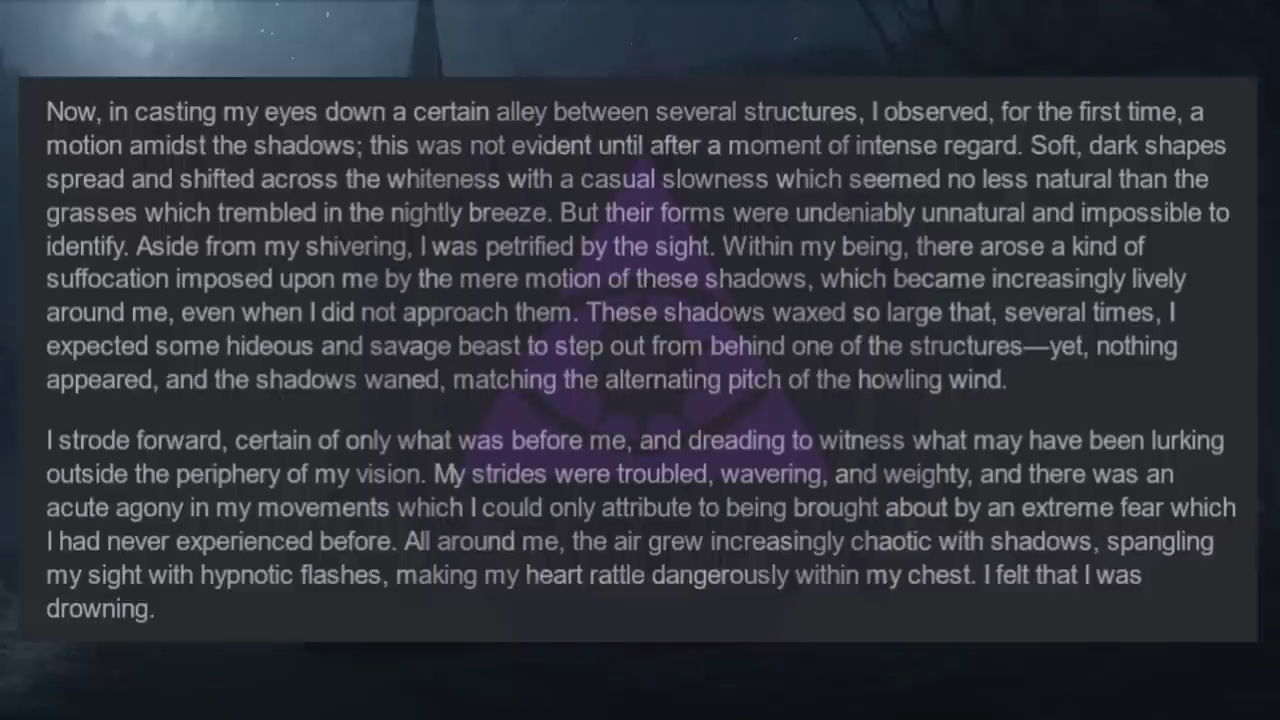 Now, in casting my eyes down a certain alley between several structures, I observed, for the first time, a
motion amidst the shadows; this was not evident until after a moment of intense regard. Soft, dark shapes
spread and shifted across the whiteness with a casual slowness which seemed no less natural than the
grasses which trembled in the nightly breeze. But their forms were undeniably unnatural and impossible to
identify. Aside from my shivering, I was petrified by the sight. Within my being, there arose a kind of
suffocation imposed upon me by the mere motion of these shadows, which became increasingly lively
around me, even when I did not approach them. These shadows waxed so large that, several times, I
expected some hideous and savage beast to step out from behind one of the structures—yet, nothing
appeared, and the shadows waned, matching the alternating pitch of the howling wind.
I strode forward, certain of only what was before me, and dreading to witness what may have been lurking
outside the periphery of my vision. My strides were troubled, wavering, and weighty, and there was an
acute agony in my movements which I could only attribute to being brought about by an extreme fear which
I had never experienced before. All around me, the air grew increasingly chaotic with shadows, spangling
my sight with hypnotic flashes, making my heart rattle dangerously within my chest. I felt that I was
drowning.